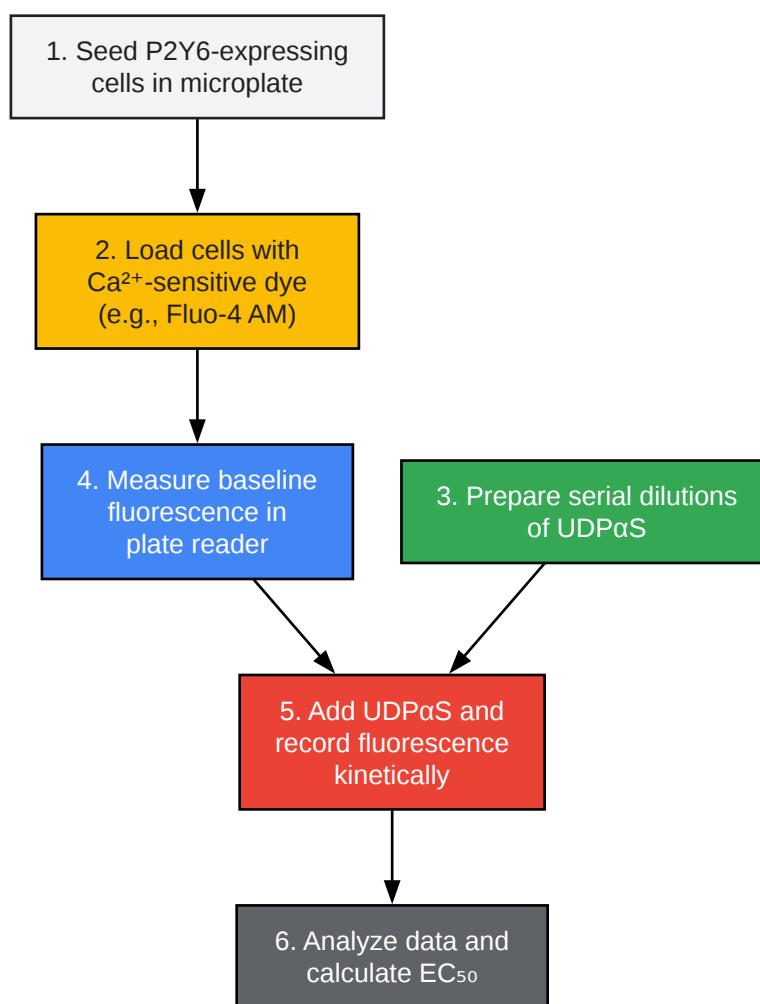 1. Seed P2Y6-expressing
cells in microplate
2. Load cells with
Ca²⁺-sensitive dye
(e.g., Fluo-4 AM)
4. Measure baseline
fluorescence in
plate reader
3. Prepare serial dilutions
of UDPαS
5. Add UDPαS and
record fluorescence
kinetically
6. Analyze data and
calculate EC₅₀